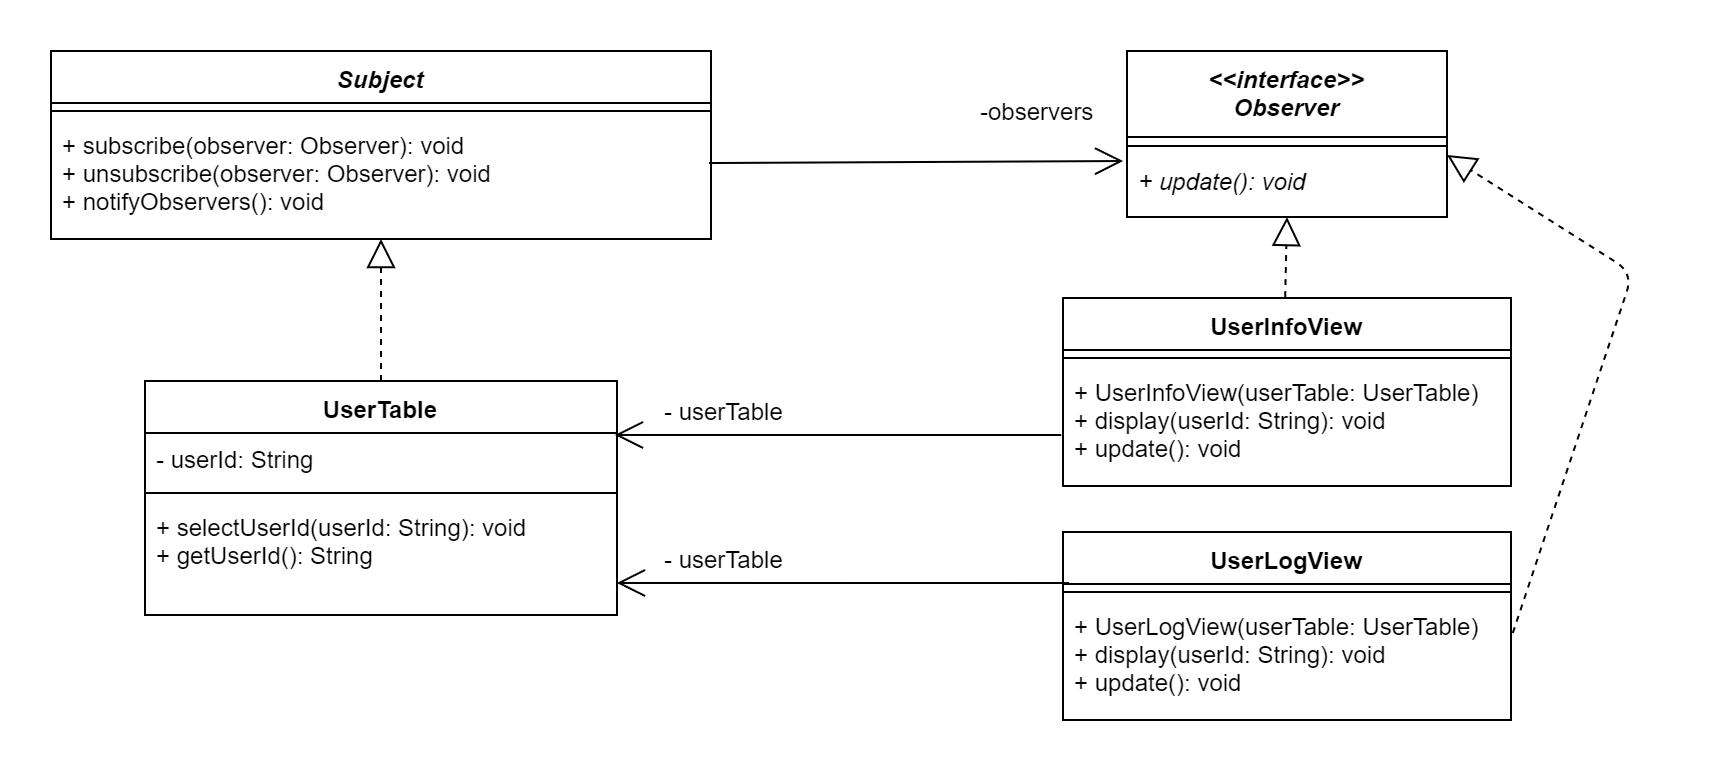 Subject
+ subscribe(observer: Observer): void
+ unsubscribe(observer: Observer): void
+ notifyObservers(): void
-observers
<<interface>>
Observer
+ update(): void
UserTable
- userId: String
+ selectUserId(userId: String): void
+ getUserId(): String
- userTable
- userTable
UserInfoView
+ UserInfoView(userTable: UserTable)
+ display(userId: String): void
+ update(): void
UserLogView
+ UserLogView(userTable: UserTable)
+ display(userId: String): void
+ update(): void